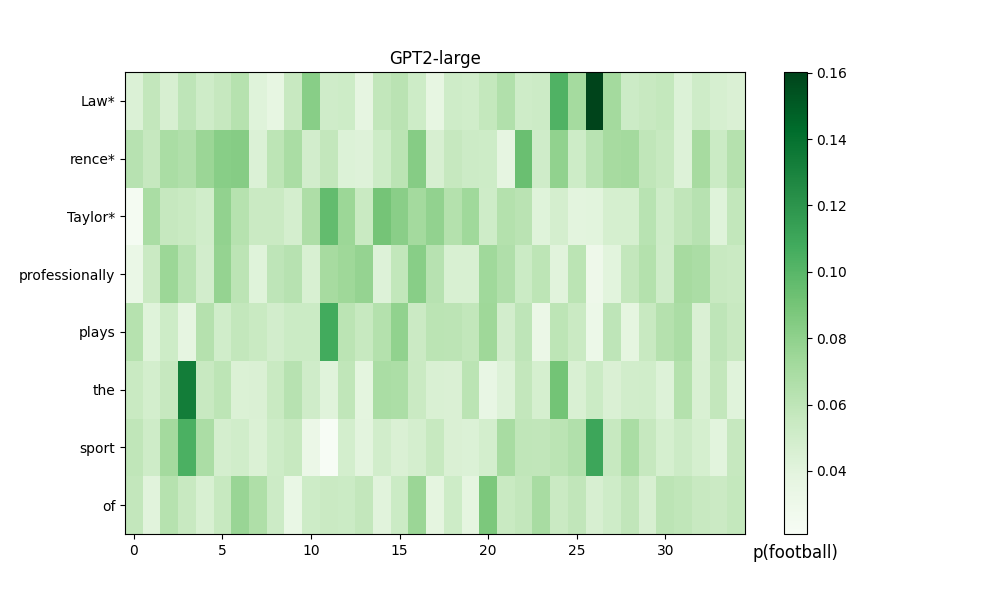 GPT2-large
Law*
rence*
Taylor*
professionally
plays
the
sport
of
0 5 10 15 20 25 30
0.16
0.14
0.12
0.10
0.08
0.06
0.04
p(football)